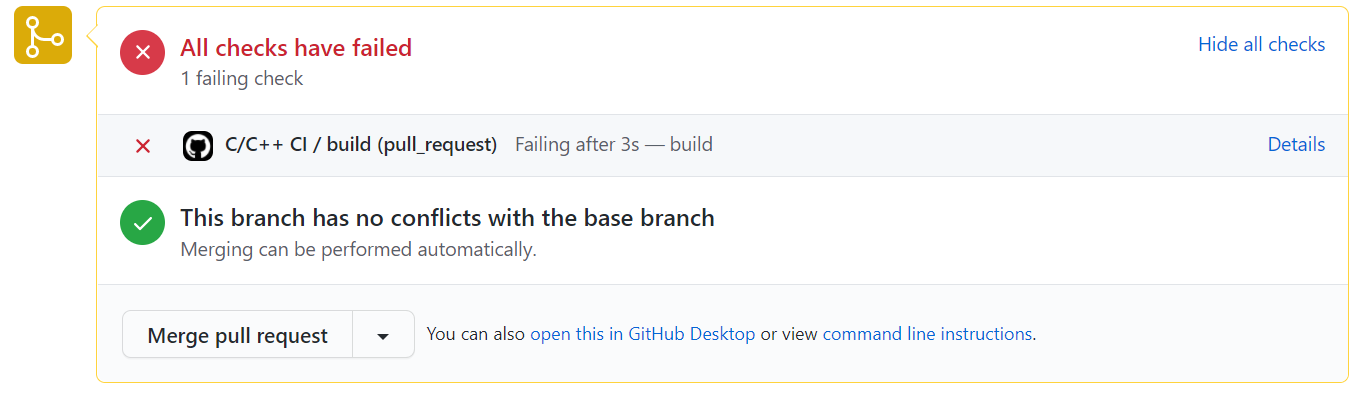 All checks have failed
Hide all checks
1 failing check
C/C++ CI / build (pull_request) Failing after 3s — build
Details
This branch has no conflicts with the base branch
Merging can be performed automatically.
Merge pull request
You can also open this in GitHub Desktop or view command line instructions.